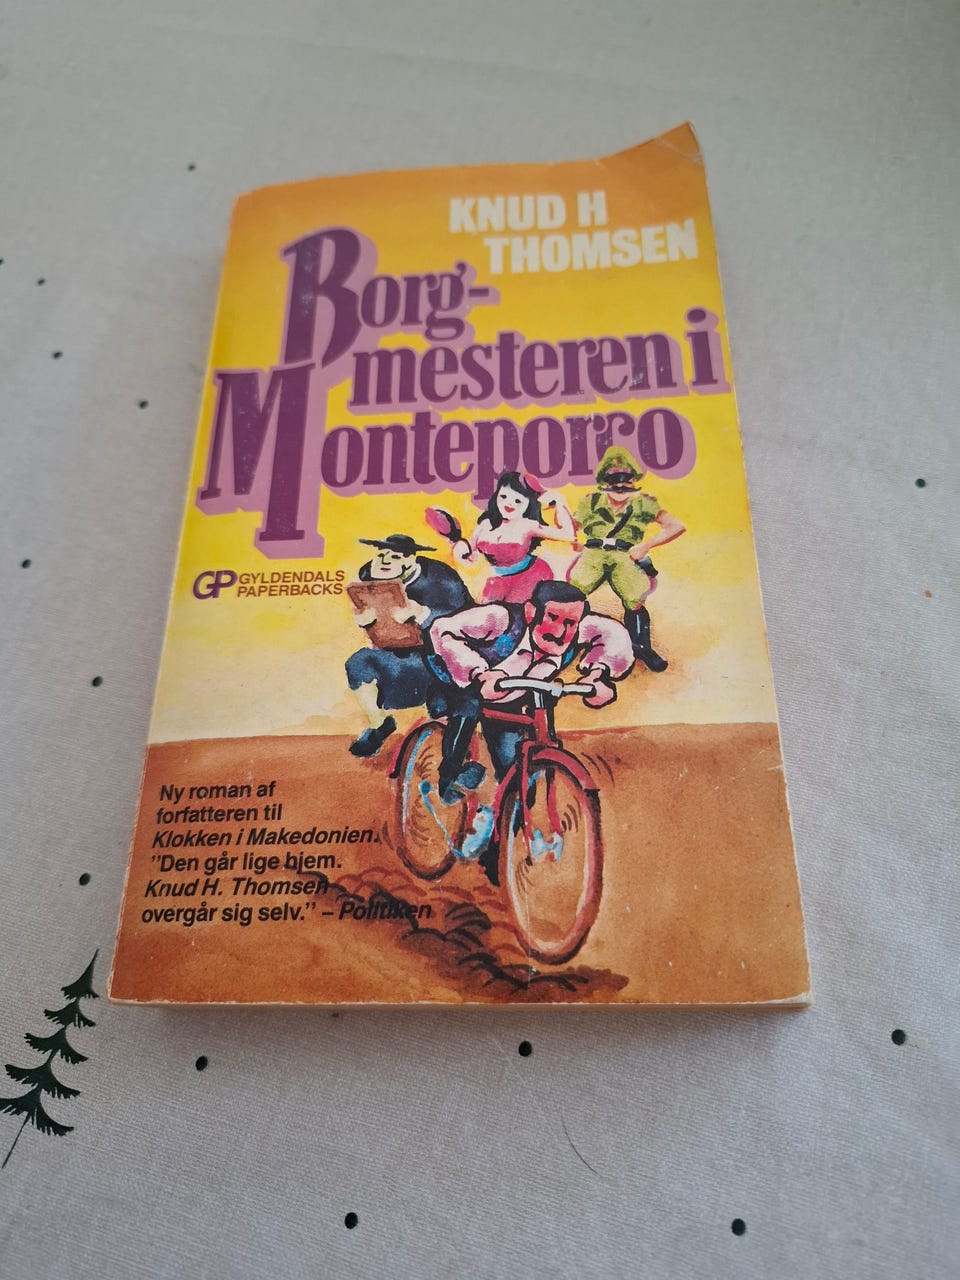 KNUD H
THOMSEN
Borg-
mesteren i
Monteporro
GP GYLDENDALS
PAPERBACKS
Ny roman af
forfatteren til
Klokken i Makedonien.
"Den går lige hjem.
Knud H. Thomsen
overgår sig selv." – Politiken